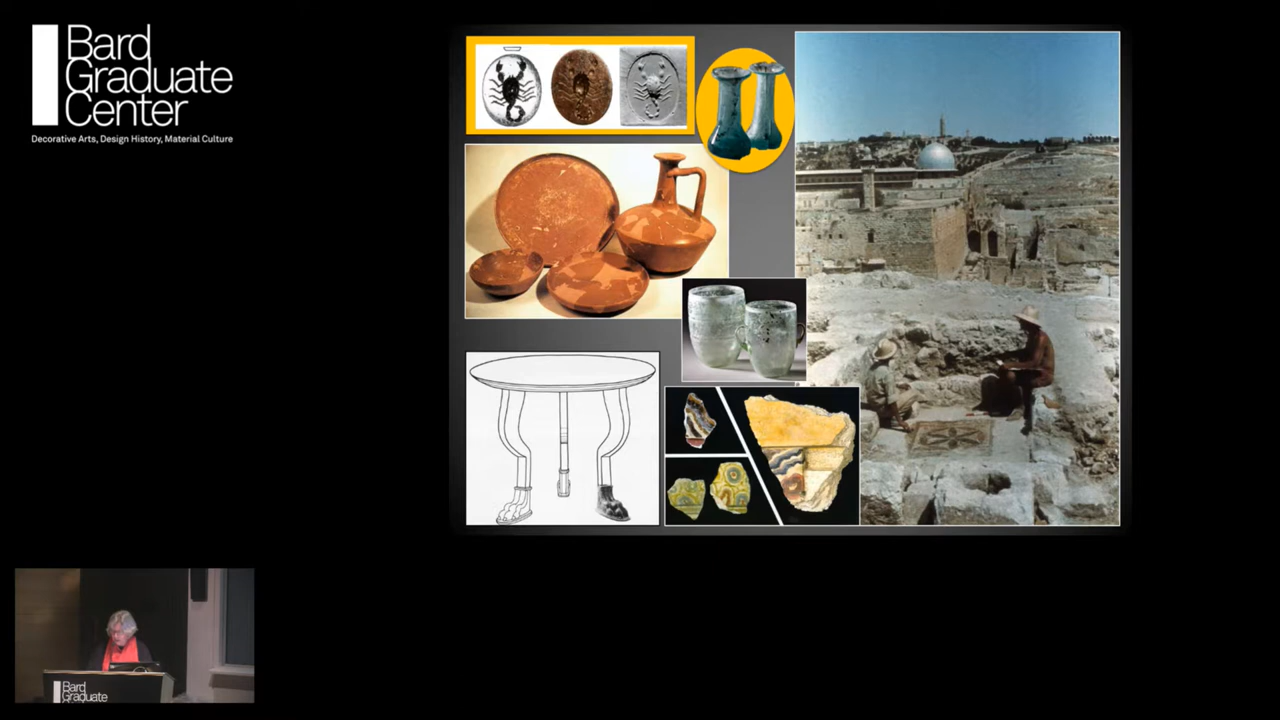 Bard
Graduate
Center
Decorative Arts, Design History, Material Culture
Bard
Graduate